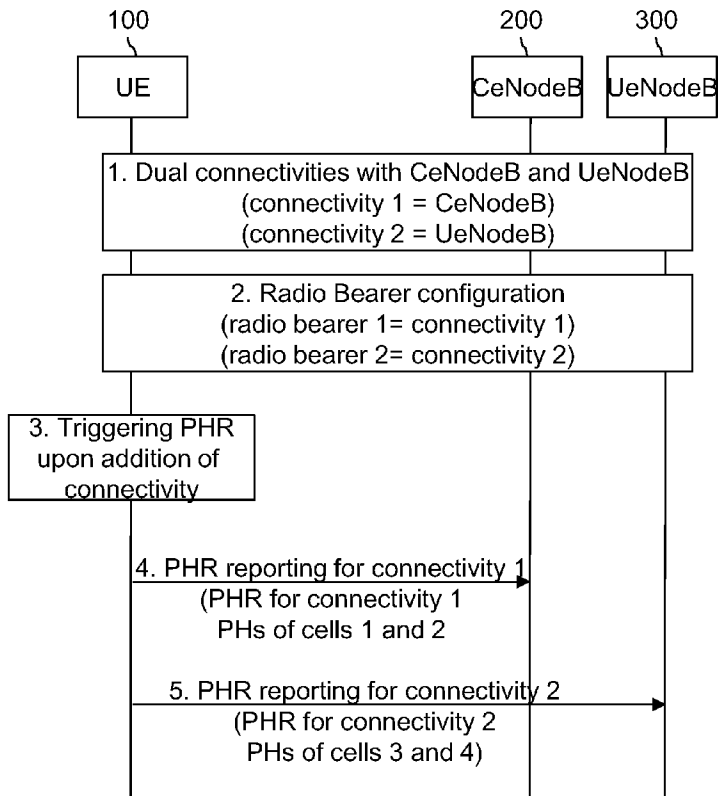 100
200
300
UE
CeNodeB
UeNodeB
1. Dual connectivities with CeNodeB and UeNodeB
(connectivity 1 = CeNodeB)
(connectivity 2 = UeNodeB)
2. Radio Bearer configuration
(radio bearer 1= connectivity 1)
(radio bearer 2= connectivity 2)
3. Triggering PHR
upon addition of
connectivity
4. PHR reporting for connectivity 1
(PHR for connectivity 1
PHs of cells 1 and 2
5. PHR reporting for connectivity 2
(PHR for connectivity 2
PHs of cells 3 and 4)